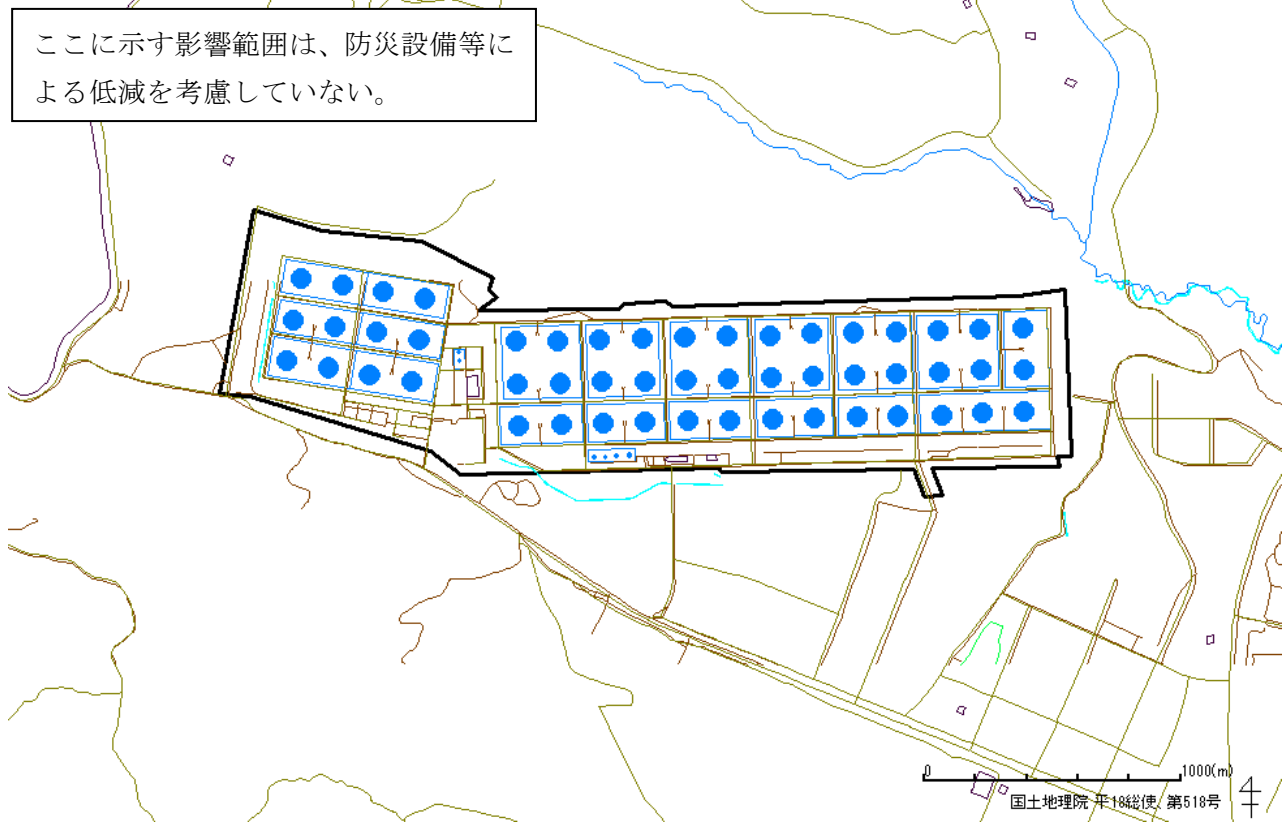 ここに示す影響範囲は、防災設備等に
よる低減を考慮していない。
0 1000(m)
国土地理院 平18総使、第518号